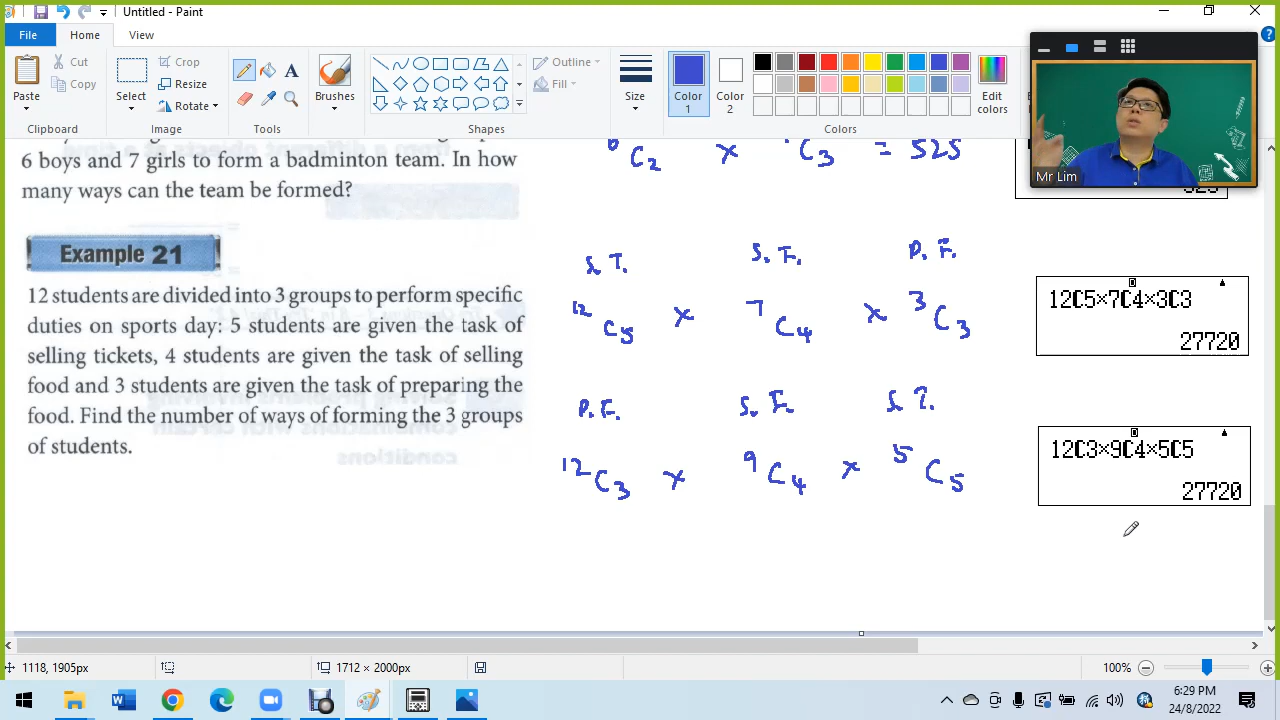 Untitled - Paint
File Home View
Paste
Cut
Copy
Clipboard
Select
Crop
Resize
Rotate
Image
A
Tools
Brushes
Outline
Fill
Shapes
Size
Color 1
Color 2
Edit colors
Colors
Mr Lim
6 boys and 7 girls to form a badminton team. In how
many ways can the team be formed?
6C2 x 7C3 = 525
Example 21
12 students are divided into 3 groups to perform specific
duties on sports day: 5 students are given the task of
selling tickets, 4 students are given the task of selling
food and 3 students are given the task of preparing the
food. Find the number of ways of forming the 3 groups
of students.
S.T. S.F. P.F.
12C5 x 7C4 x 3C3
12C5×7C4×3C3
27720
P.F. S.F. S.T.
12C3 x 9C4 x 5C5
12C3×9C4×5C5
27720
1118, 1905px
1712 × 2000px
100%
6:29 PM
24/8/2022